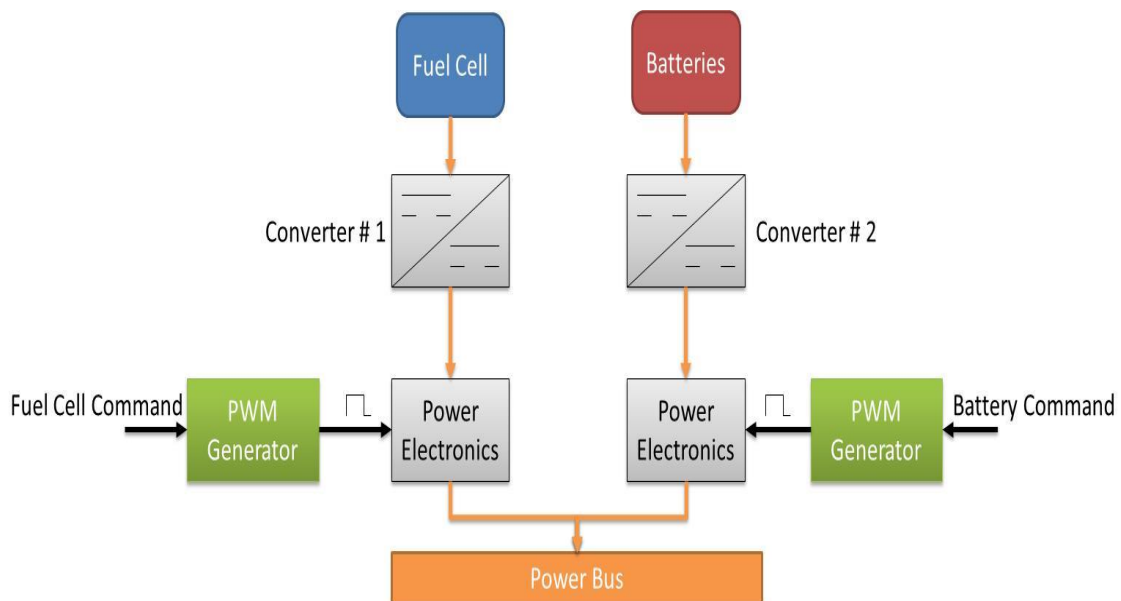 Fuel Cell
Batteries
Converter # 1
Converter # 2
Fuel Cell Command
PWM
Generator
Power
Electronics
Power
Electronics
PWM
Generator
Battery Command
Power Bus